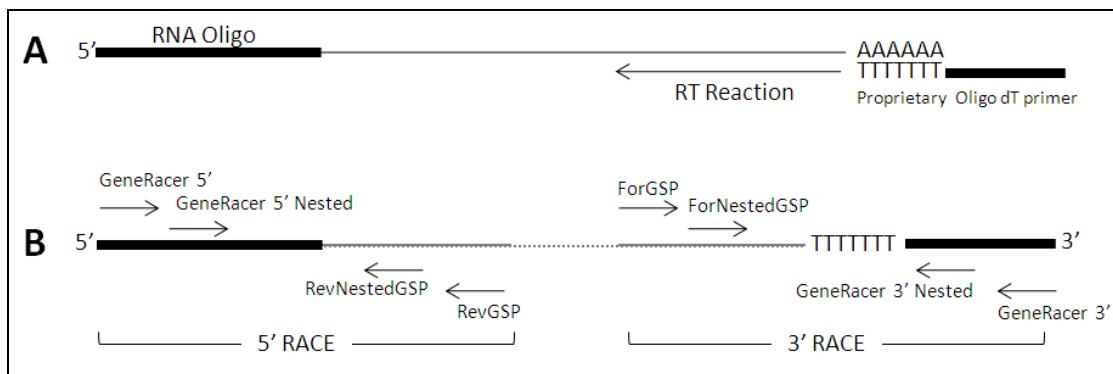 RNA Oligo
A 5’ AAAAAA
TTTTTTT
RT Reaction
Proprietary Oligo dT primer
GeneRacer 5’
GeneRacer 5’ Nested
ForGSP
ForNestedGSP
B 5’ TTTTTTT 3’
RevNestedGSP
RevGSP
GeneRacer 3’ Nested
GeneRacer 3’
5’ RACE
3’ RACE